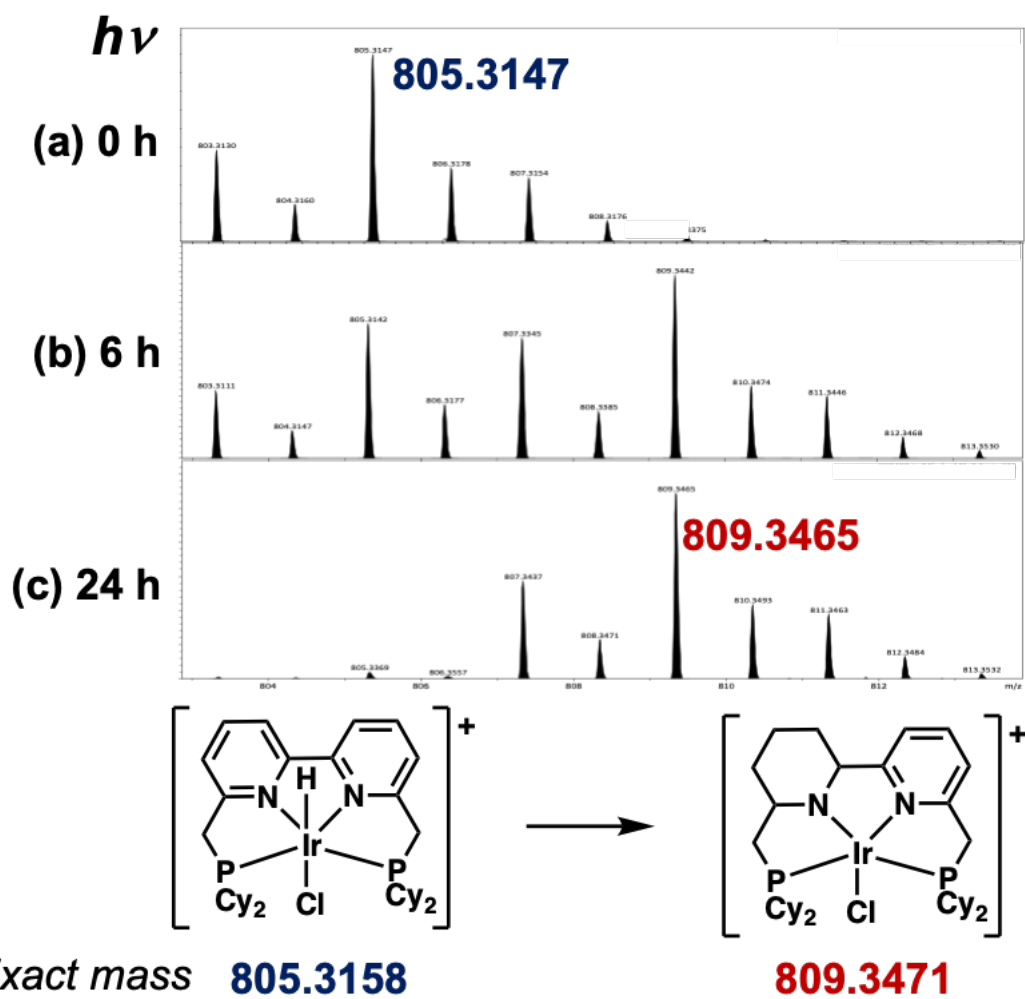 hν
805.3147
805.3147
(a) 0 h
803.3130
804.3160
806.3178
807.3154
808.3176
809.3442
805.3142
807.3345
(b) 6 h
803.3111
804.3147
806.3177
808.3385
810.3474
811.3446
812.3468
813.3530
809.3465
809.3465
(c) 24 h
807.3437
808.3471
810.3493
811.3463
812.3484
805.3369
806.3557
813.3532
804 806 808 810 812 m/z
+ +
H
N N N N
Ir Ir
P P P P
Cy2 Cl Cy2 Cy2 Cl Cy2
Exact mass 805.3158 809.3471